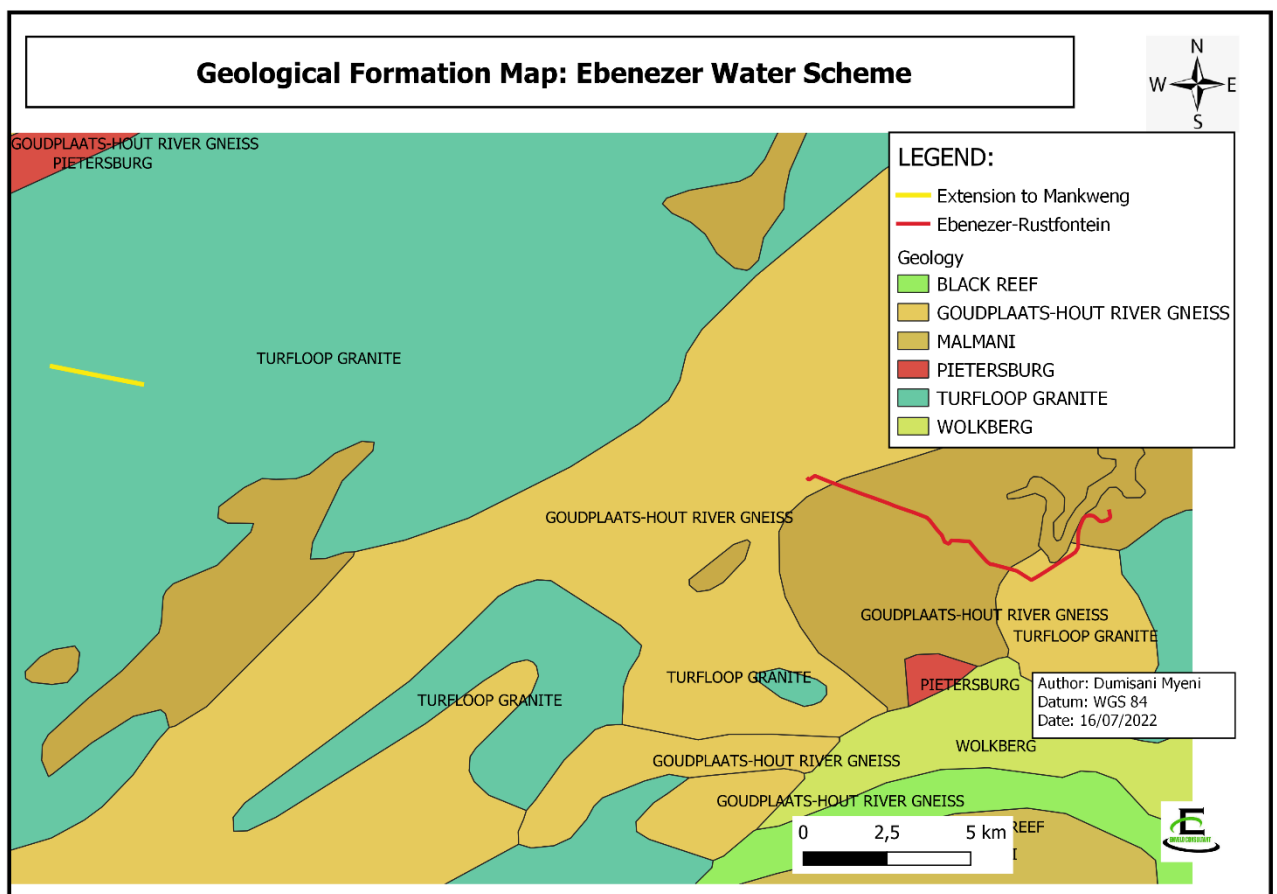 Geological Formation Map: Ebenezer Water Scheme
N
W E
S
GOUDPLAATS-HOUT RIVER GNEISS
PIETERSBURG
LEGEND:
Extension to Mankweng
Ebenezer-Rustfontein
Geology
BLACK REEF
GOUDPLAATS-HOUT RIVER GNEISS
MALMANI
PIETERSBURG
TURFLOOP GRANITE
WOLKBERG
TURFLOOP GRANITE
GOUDPLAATS-HOUT RIVER GNEISS
GOUDPLAATS-HOUT RIVER GNEISS
TURFLOOP GRANITE
TURFLOOP GRANITE
PIETERSBURG
TURFLOOP GRANITE
Author: Dumisani Myeni
Datum: WGS 84
Date: 16/07/2022
WOLKBERG
GOUDPLAATS-HOUT RIVER GNEISS
GOUDPLAATS-HOUT RIVER GNEISS
0 2,5 5 km
REEF
I
E